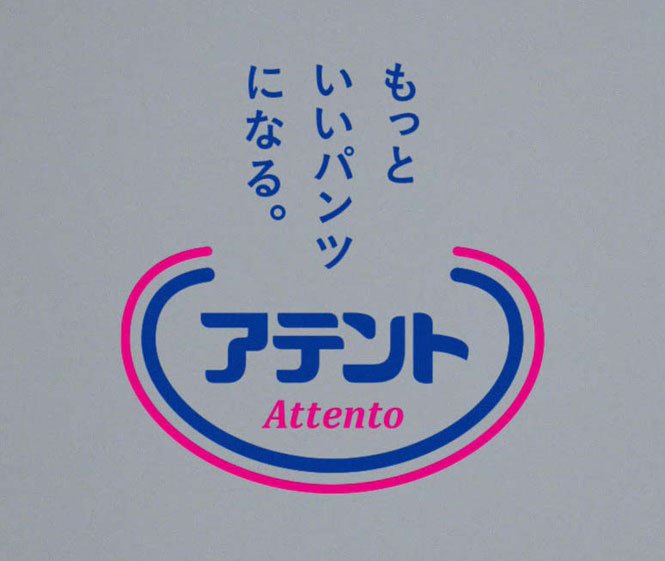 もっと
いいパンツ
になる。
アテント
Attento